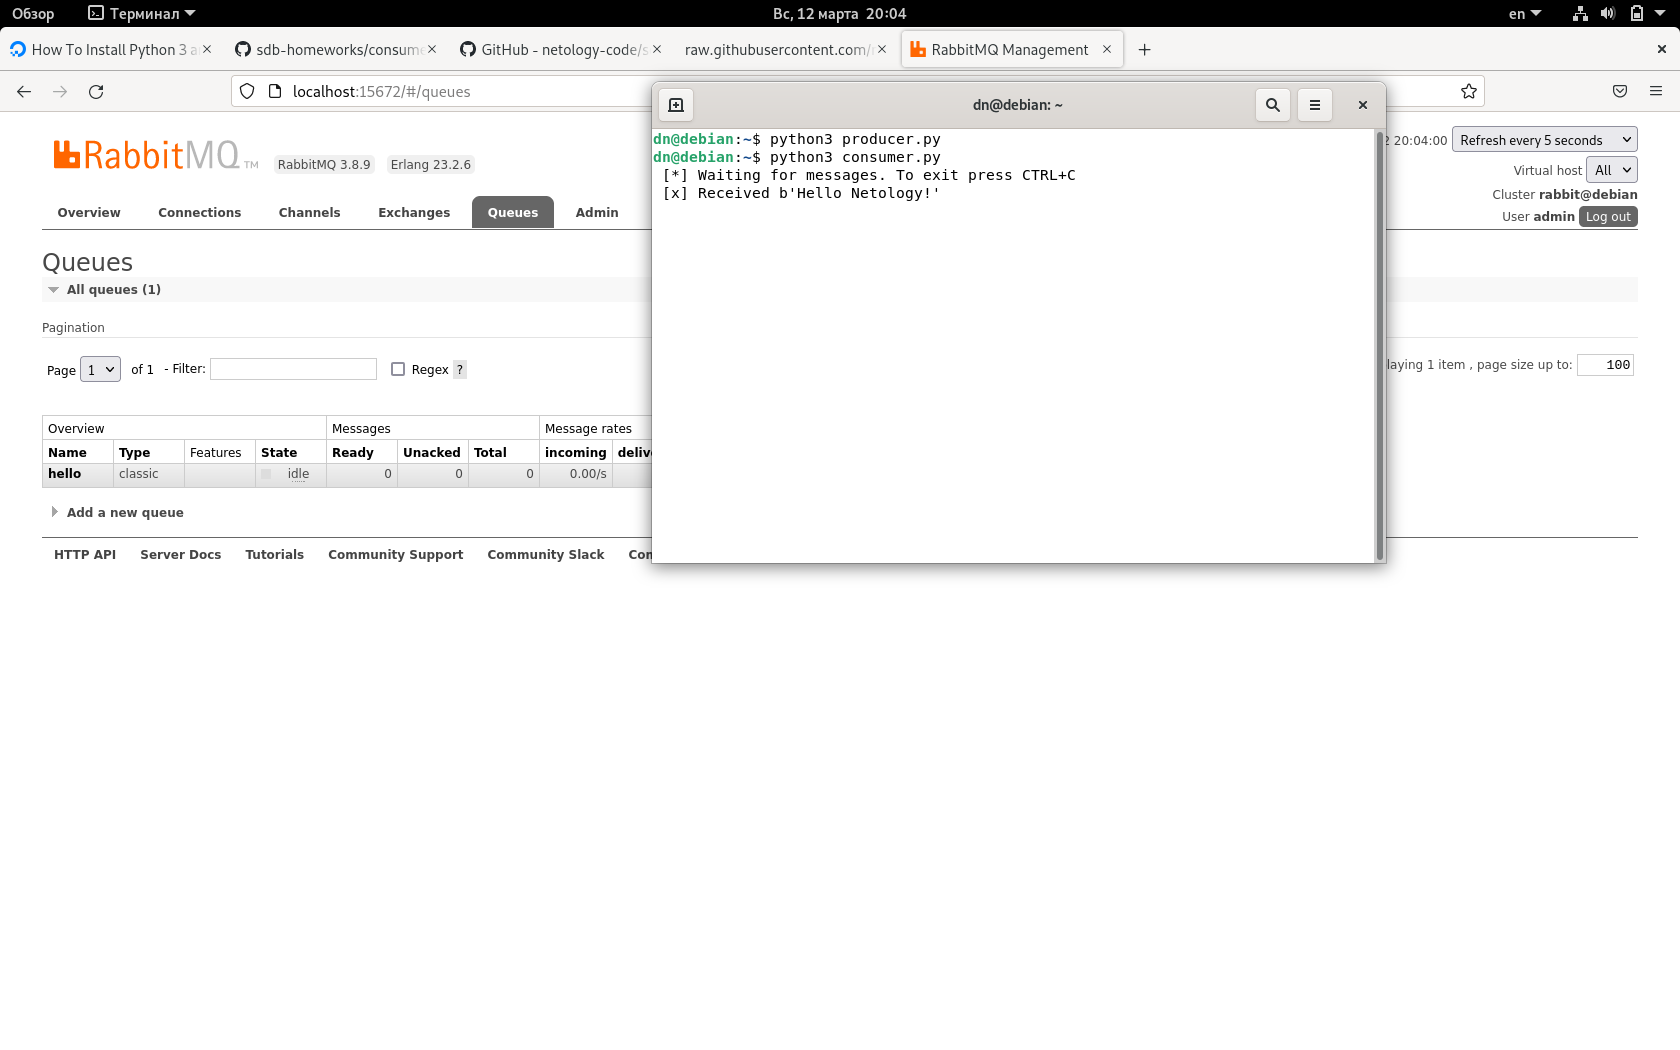 Обзор Терминал Вс, 12 марта 20:04 en
How To Install Python 3 a sdb-homeworks/consume GitHub - netology-code/s raw.githubusercontent.com/ RabbitMQ Management
localhost:15672/#/queues
dn@debian: ~
dn@debian:~$ python3 producer.py
dn@debian:~$ python3 consumer.py
[*] Waiting for messages. To exit press CTRL+C
[x] Received b'Hello Netology!'
RabbitMQ TM RabbitMQ 3.8.9 Erlang 23.2.6
2 20:04:00 Refresh every 5 seconds
Virtual host All
Cluster rabbit@debian
User admin Log out
Overview Connections Channels Exchanges Queues Admin
Queues
All queues (1)
Pagination
Page 1 of 1 - Filter: Regex ? laying 1 item , page size up to: 100
Overview Messages Message rates
Name Type Features State Ready Unacked Total incoming delive
hello classic idle 0 0 0 0.00/s
Add a new queue
HTTP API Server Docs Tutorials Community Support Community Slack Con